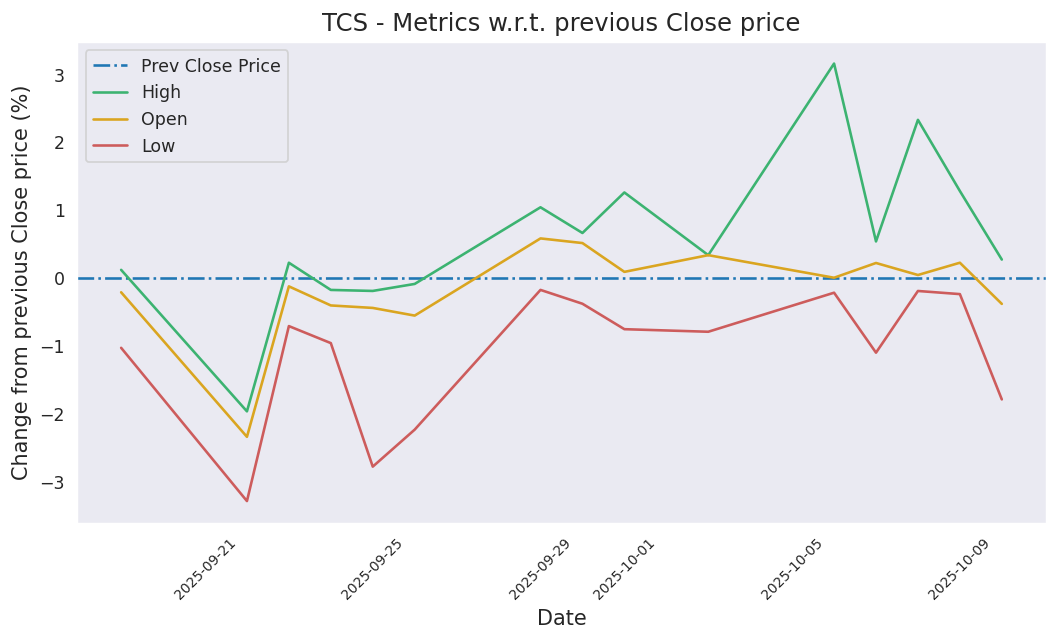 TCS - Metrics w.r.t. previous Close price
Change from previous Close price (%)
3
2
1
0
−1
−2
−3
Prev Close Price
High
Open
Low
2025-09-21
2025-09-25
2025-09-29
2025-10-01
2025-10-05
2025-10-09
Date